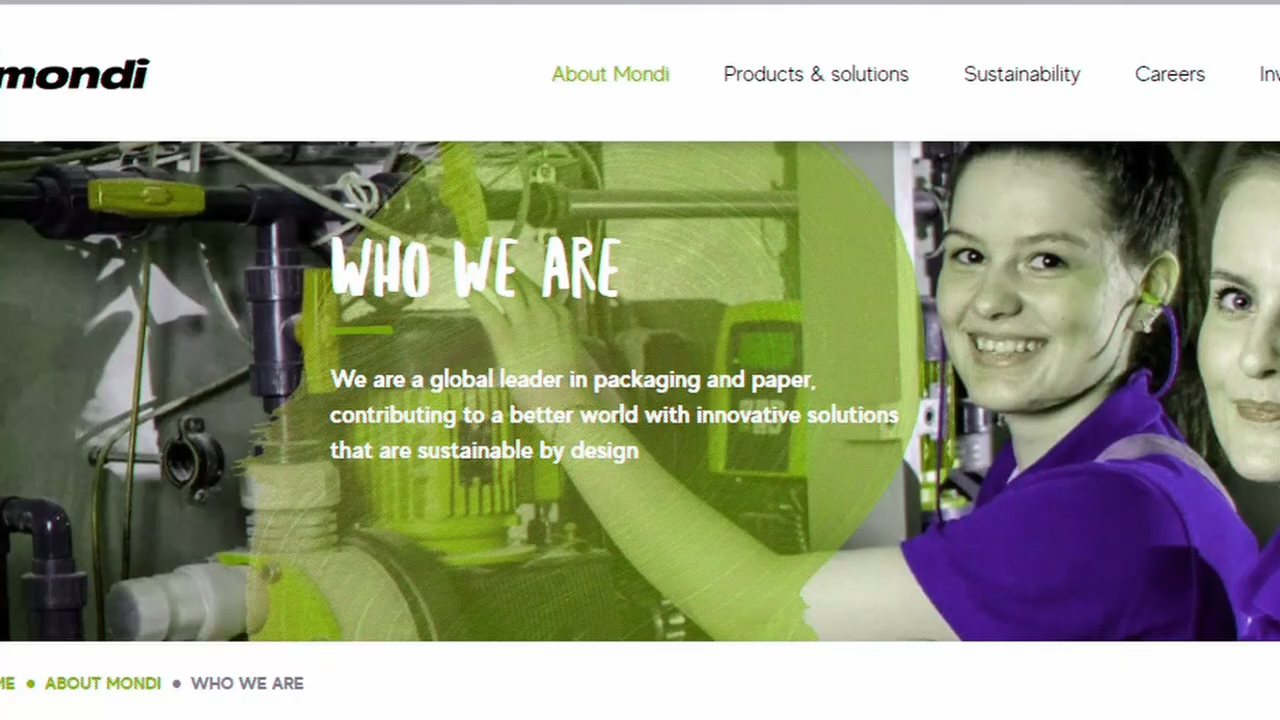 mondi
About Mondi Products & solutions Sustainability Careers
WHO WE ARE
We are a global leader in packaging and paper,
contributing to a better world with innovative solutions
that are sustainable by design
ABOUT MONDI • WHO WE ARE